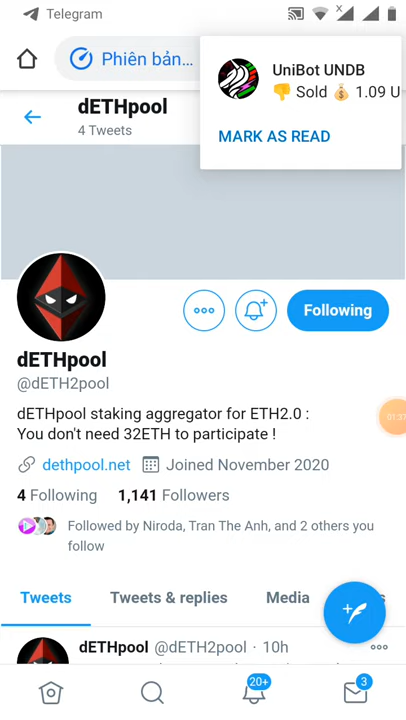 Telegram
Phiên bản...
UniBot UNDB
👎 Sold 💰 1.09 U
MARK AS READ
dETHpool
4 Tweets
Following
dETHpool
@dETH2pool
dETHpool staking aggregator for ETH2.0 :
You don't need 32ETH to participate !
dethpool.net Joined November 2020
4 Following 1,141 Followers
Followed by Niroda, Tran The Anh, and 2 others you
follow
Tweets Tweets & replies Media
dETHpool @dETH2pool · 10h
20+ 3